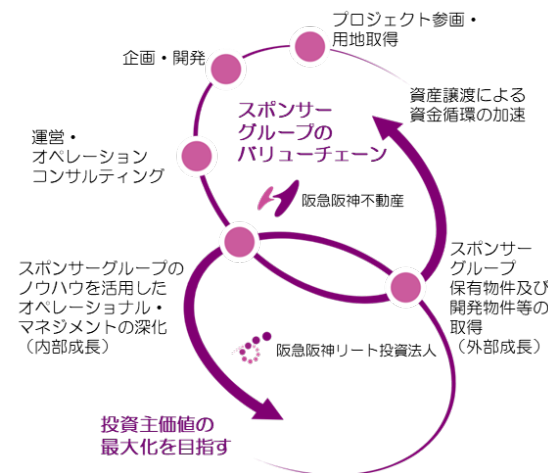 プロジェクト参画・
用地取得
企画・開発
資産譲渡による
資金循環の加速
スポンサー
グループの
バリューチェーン
運営・
オペレーション
コンサルティング
阪急阪神不動産
スポンサーグループの
ノウハウを活用した
オペレーショナル・
マネジメントの深化
（内部成長）
スポンサー
グループ
保有物件及び
開発物件等の
取得
（外部成長）
阪急阪神リート投資法人
投資主価値の
最大化を目指す